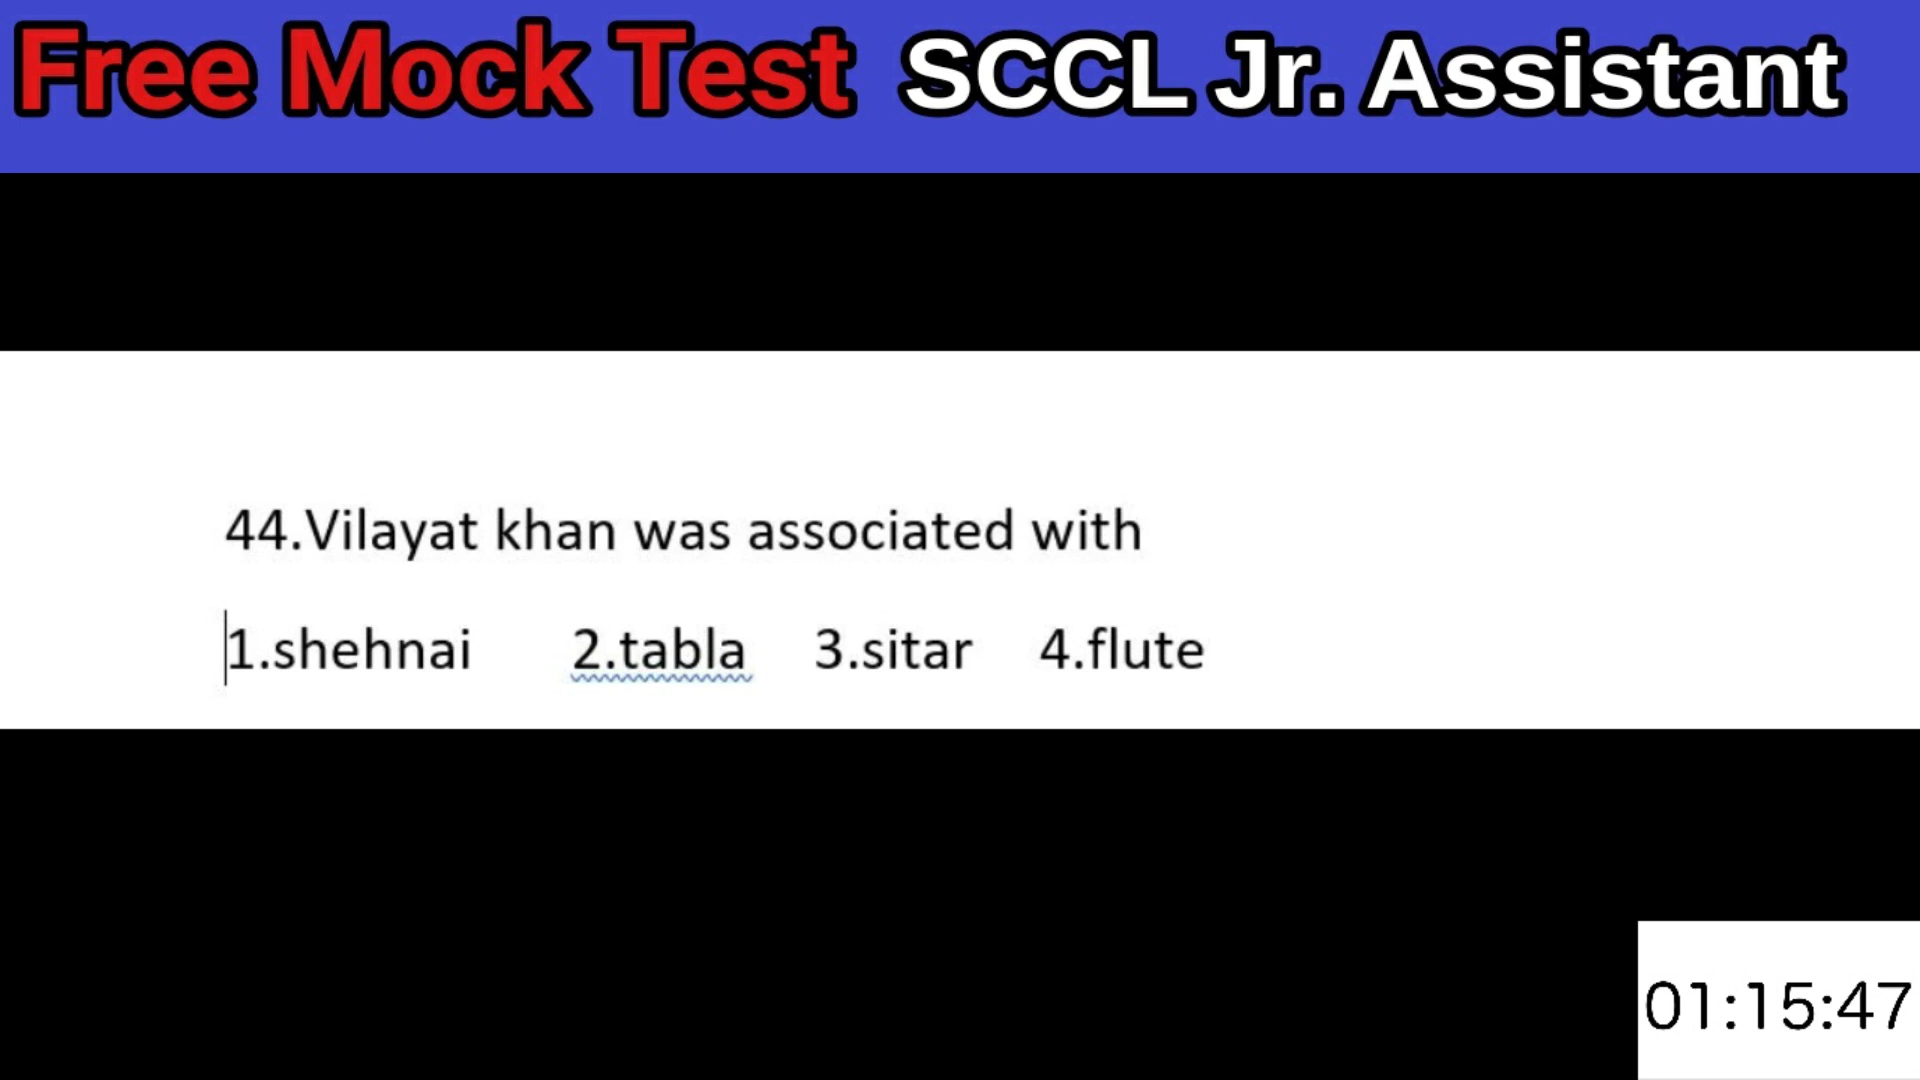 Free Mock Test SCCL Jr. Assistant
44.Vilayat khan was associated with
1.shehnai 2.tabla 3.sitar 4.flute
01:15:47